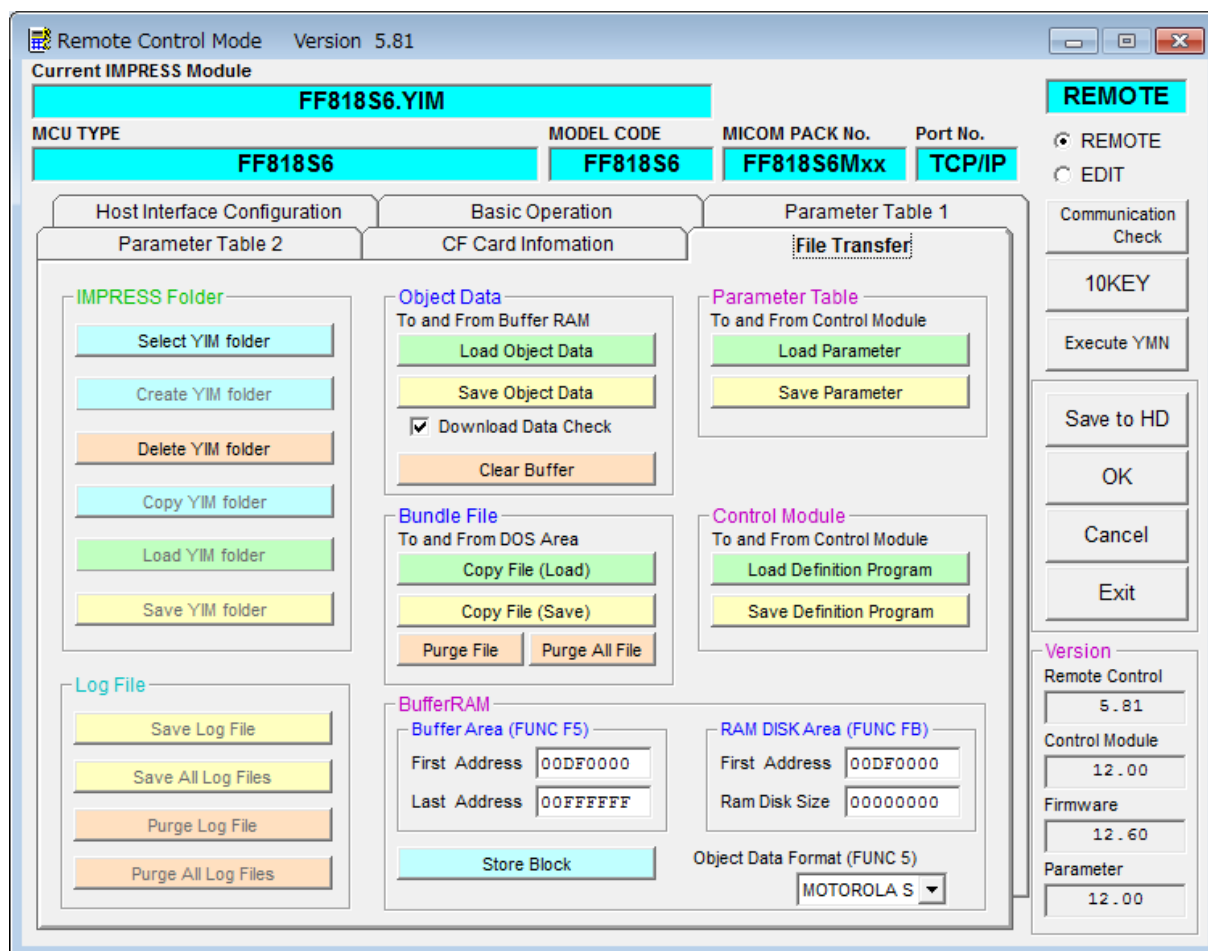 Remote Control Mode Version 5.81
Current IMPRESS Module
FF818S6.YIM
MCU TYPE
FF818S6
MODEL CODE
FF818S6
MICOM PACK No.
FF818S6Mxx
Port No.
TCP/IP
REMOTE
REMOTE
EDIT
Host Interface Configuration
Basic Operation
Parameter Table 1
Parameter Table 2
CF Card Infomation
File Transfer
IMPRESS Folder
Select YIM folder
Create YIM folder
Delete YIM folder
Copy YIM folder
Load YIM folder
Save YIM folder
Log File
Save Log File
Save All Log Files
Purge Log File
Purge All Log Files
Object Data
To and From Buffer RAM
Load Object Data
Save Object Data
Download Data Check
Clear Buffer
Bundle File
To and From DOS Area
Copy File (Load)
Copy File (Save)
Purge File
Purge All File
Parameter Table
To and From Control Module
Load Parameter
Save Parameter
Control Module
To and From Control Module
Load Definition Program
Save Definition Program
BufferRAM
Buffer Area (FUNC F5)
First Address 00DF0000
Last Address 00FFFFFF
RAM DISK Area (FUNC FB)
First Address 00DF0000
Ram Disk Size 00000000
Store Block
Object Data Format (FUNC 5)
MOTOROLA S
Communication
Check
10KEY
Execute YMN
Save to HD
OK
Cancel
Exit
Version
Remote Control
5.81
Control Module
12.00
Firmware
12.60
Parameter
12.00